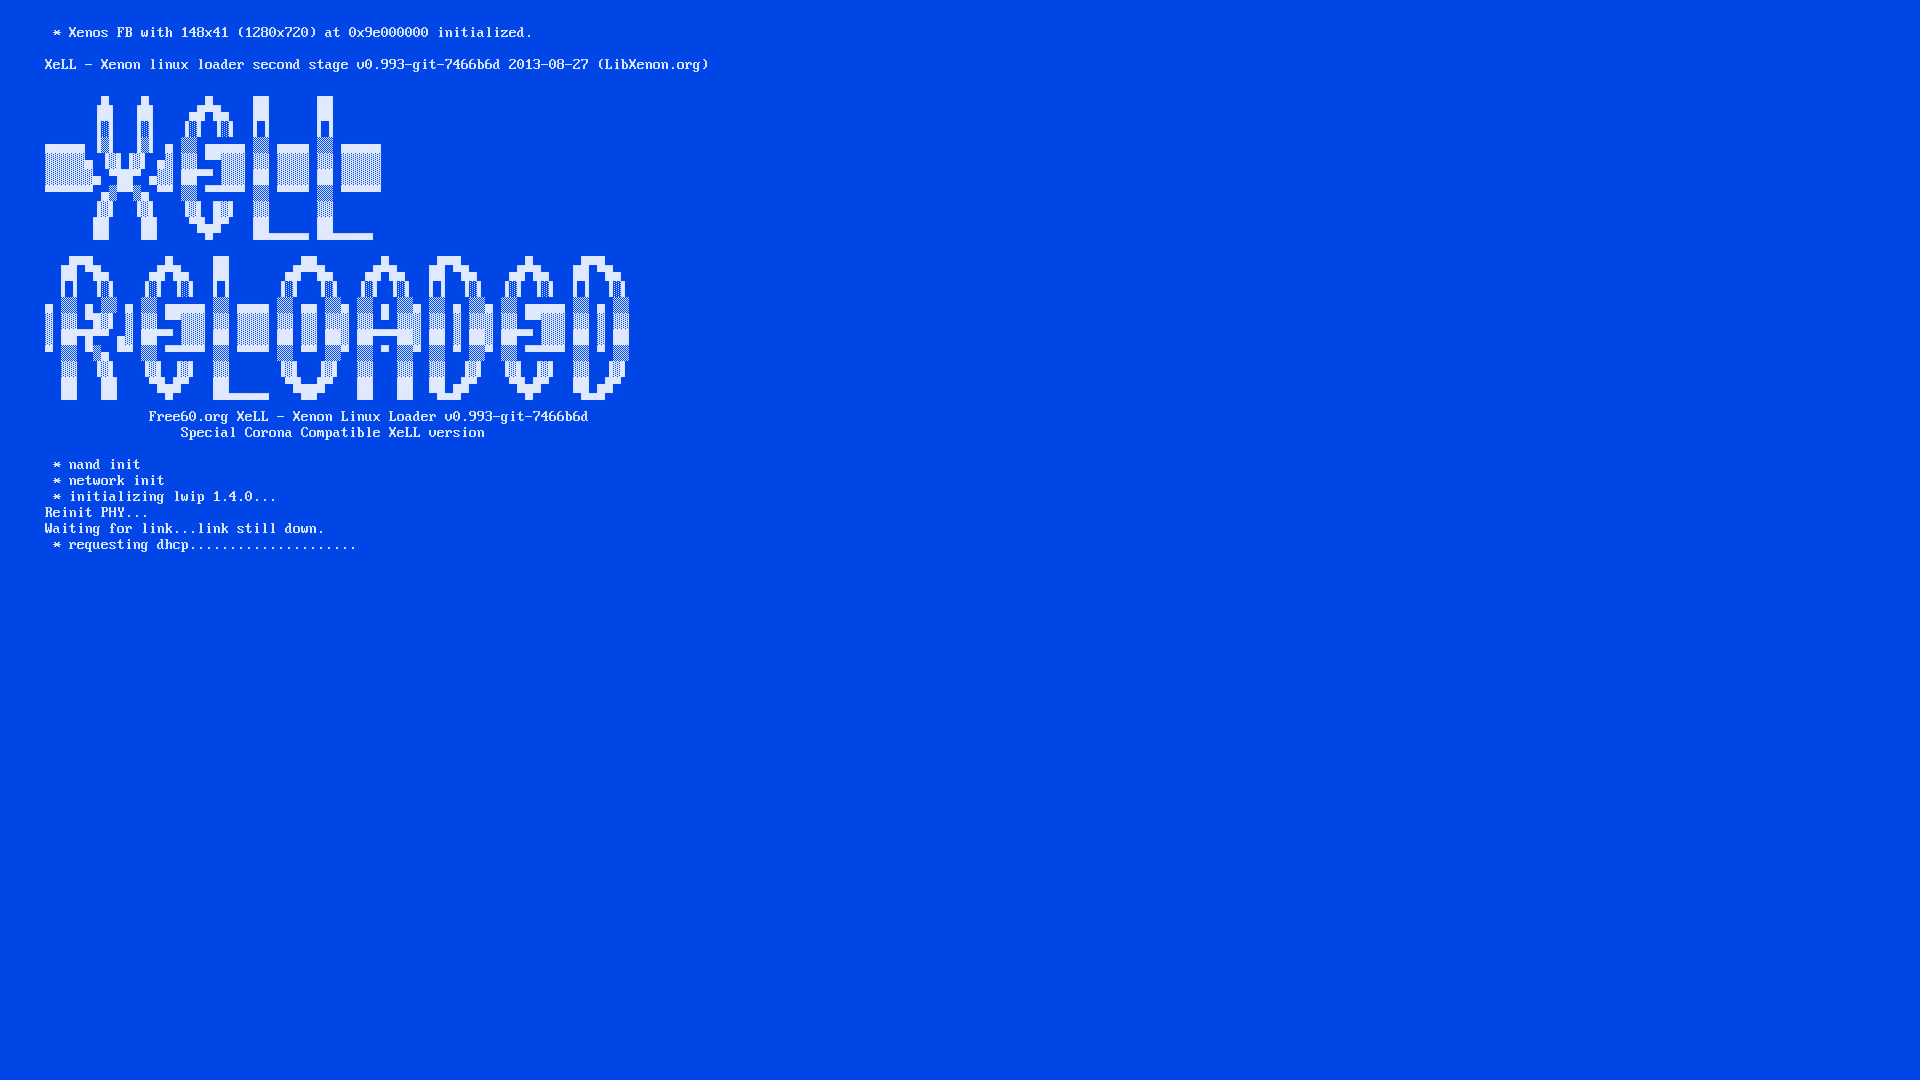 * Xenos FB with 148x41 (1280x720) at 0x9e000000 initialized.
XeLL - Xenon linux loader second stage v0.993-git-7466b6d 2013-08-27 (LibXenon.org)
XeLL
RELOADED
Free60.org XeLL - Xenon Linux Loader v0.993-git-7466b6d
Special Corona Compatible XeLL version
* nand init
* network init
* initializing lwip 1.4.0...
Reinit PHY...
Waiting for link...link still down.
* requesting dhcp.....................